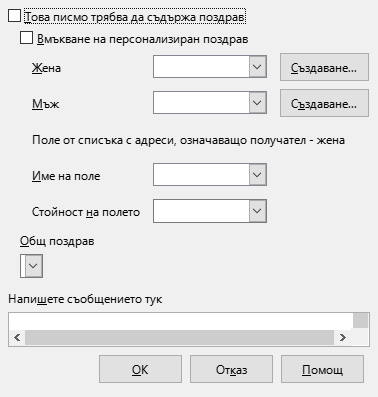 Това писмо трябва да съдържа поздрав
Вмъкване на персонализиран поздрав
Жена Създаване...
Мъж Създаване...
Поле от списъка с адреси, означаващо получател - жена
Име на поле
Стойност на полето
Общ поздрав
Напишете съобщението тук
OK Отказ Помощ